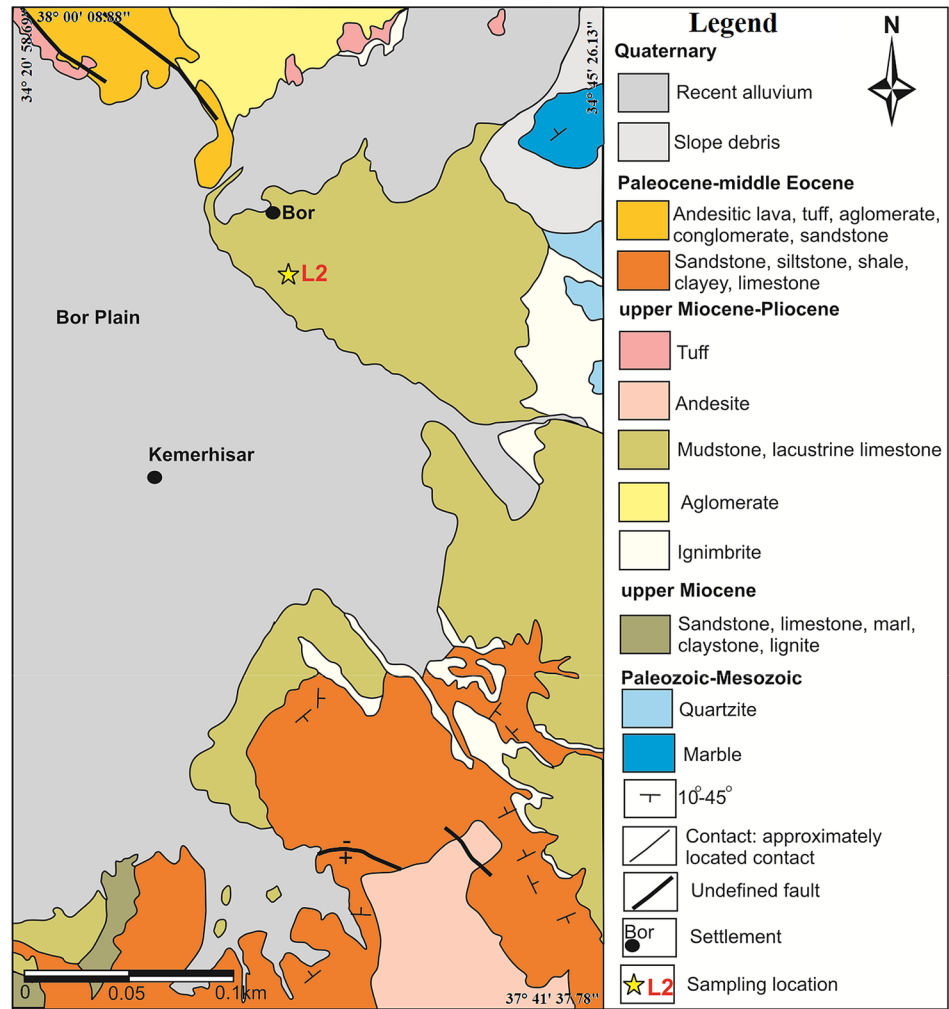 38° 00' 08.88"
34° 20' 58.69"
34° 45' 26.13"
Bor
L2
Bor Plain
Kemerhisar
-
+
0 0.05 0.1km
37° 41' 37.78"
Legend
N
Quaternary
Recent alluvium
Slope debris
Paleocene-middle Eocene
Andesitic lava, tuff, aglomerate,
conglomerate, sandstone
Sandstone, siltstone, shale,
clayey, limestone
upper Miocene-Pliocene
Tuff
Andesite
Mudstone, lacustrine limestone
Aglomerate
Ignimbrite
upper Miocene
Sandstone, limestone, marl,
claystone, lignite
Paleozoic-Mesozoic
Quartzite
Marble
10°-45°
Contact: approximately
located contact
Undefined fault
Bor
Settlement
L2
Sampling location